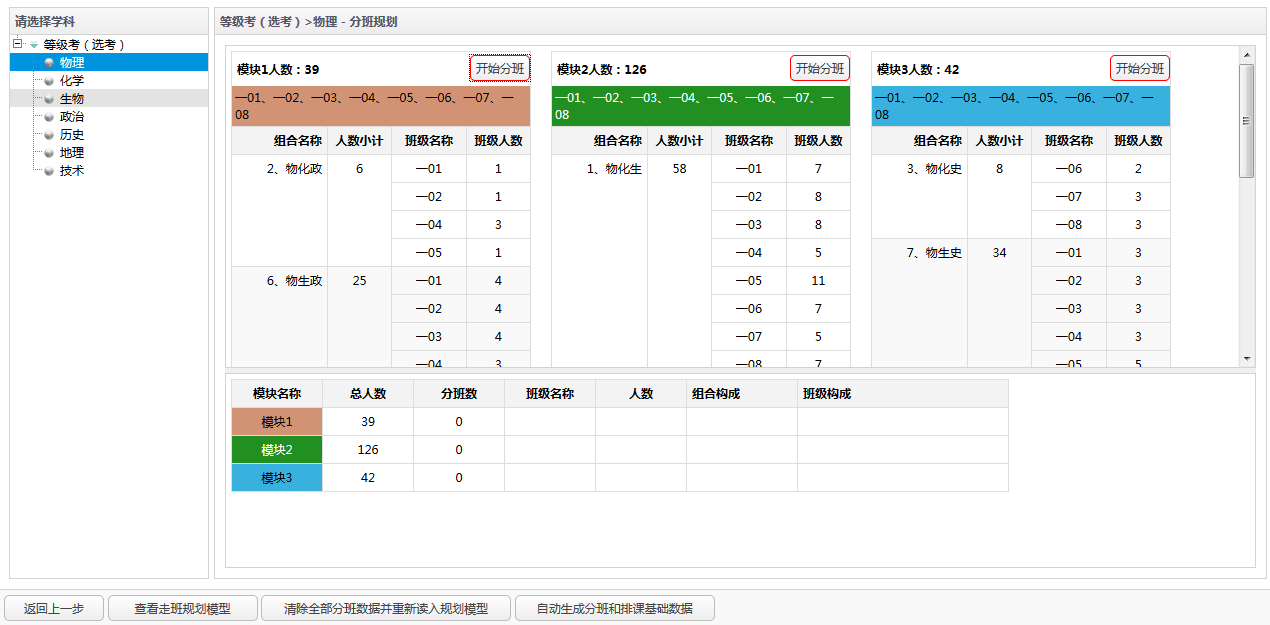 请选择学科
等级考（选考）
物理
化学
生物
政治
历史
地理
技术
等级考（选考）>物理 - 分班规划
模块1人数：39 开始分班
一01、一02、一03、一04、一05、一06、一07、一
08
组合名称 人数小计 班级名称 班级人数
2、物化政 6 一01 1
一02 1
一04 3
一05 1
6、物生政 25 一01 4
一02 4
一03 4
一04 3
模块2人数：126 开始分班
一01、一02、一03、一04、一05、一06、一07、一
08
组合名称 人数小计 班级名称 班级人数
1、物化生 58 一01 7
一02 8
一03 8
一04 5
一05 11
一06 7
一07 5
一08 7
模块3人数：42 开始分班
一01、一02、一03、一04、一05、一06、一07、一
08
组合名称 人数小计 班级名称 班级人数
3、物化史 8 一06 2
一07 3
一08 3
7、物生史 34 一01 3
一02 3
一03 3
一04 3
一05 5
模块名称 总人数 分班数 班级名称 人数 组合构成 班级构成
模块1 39 0
模块2 126 0
模块3 42 0
返回上一步 查看走班规划模型 清除全部分班数据并重新读入规划模型 自动生成分班和排课基础数据